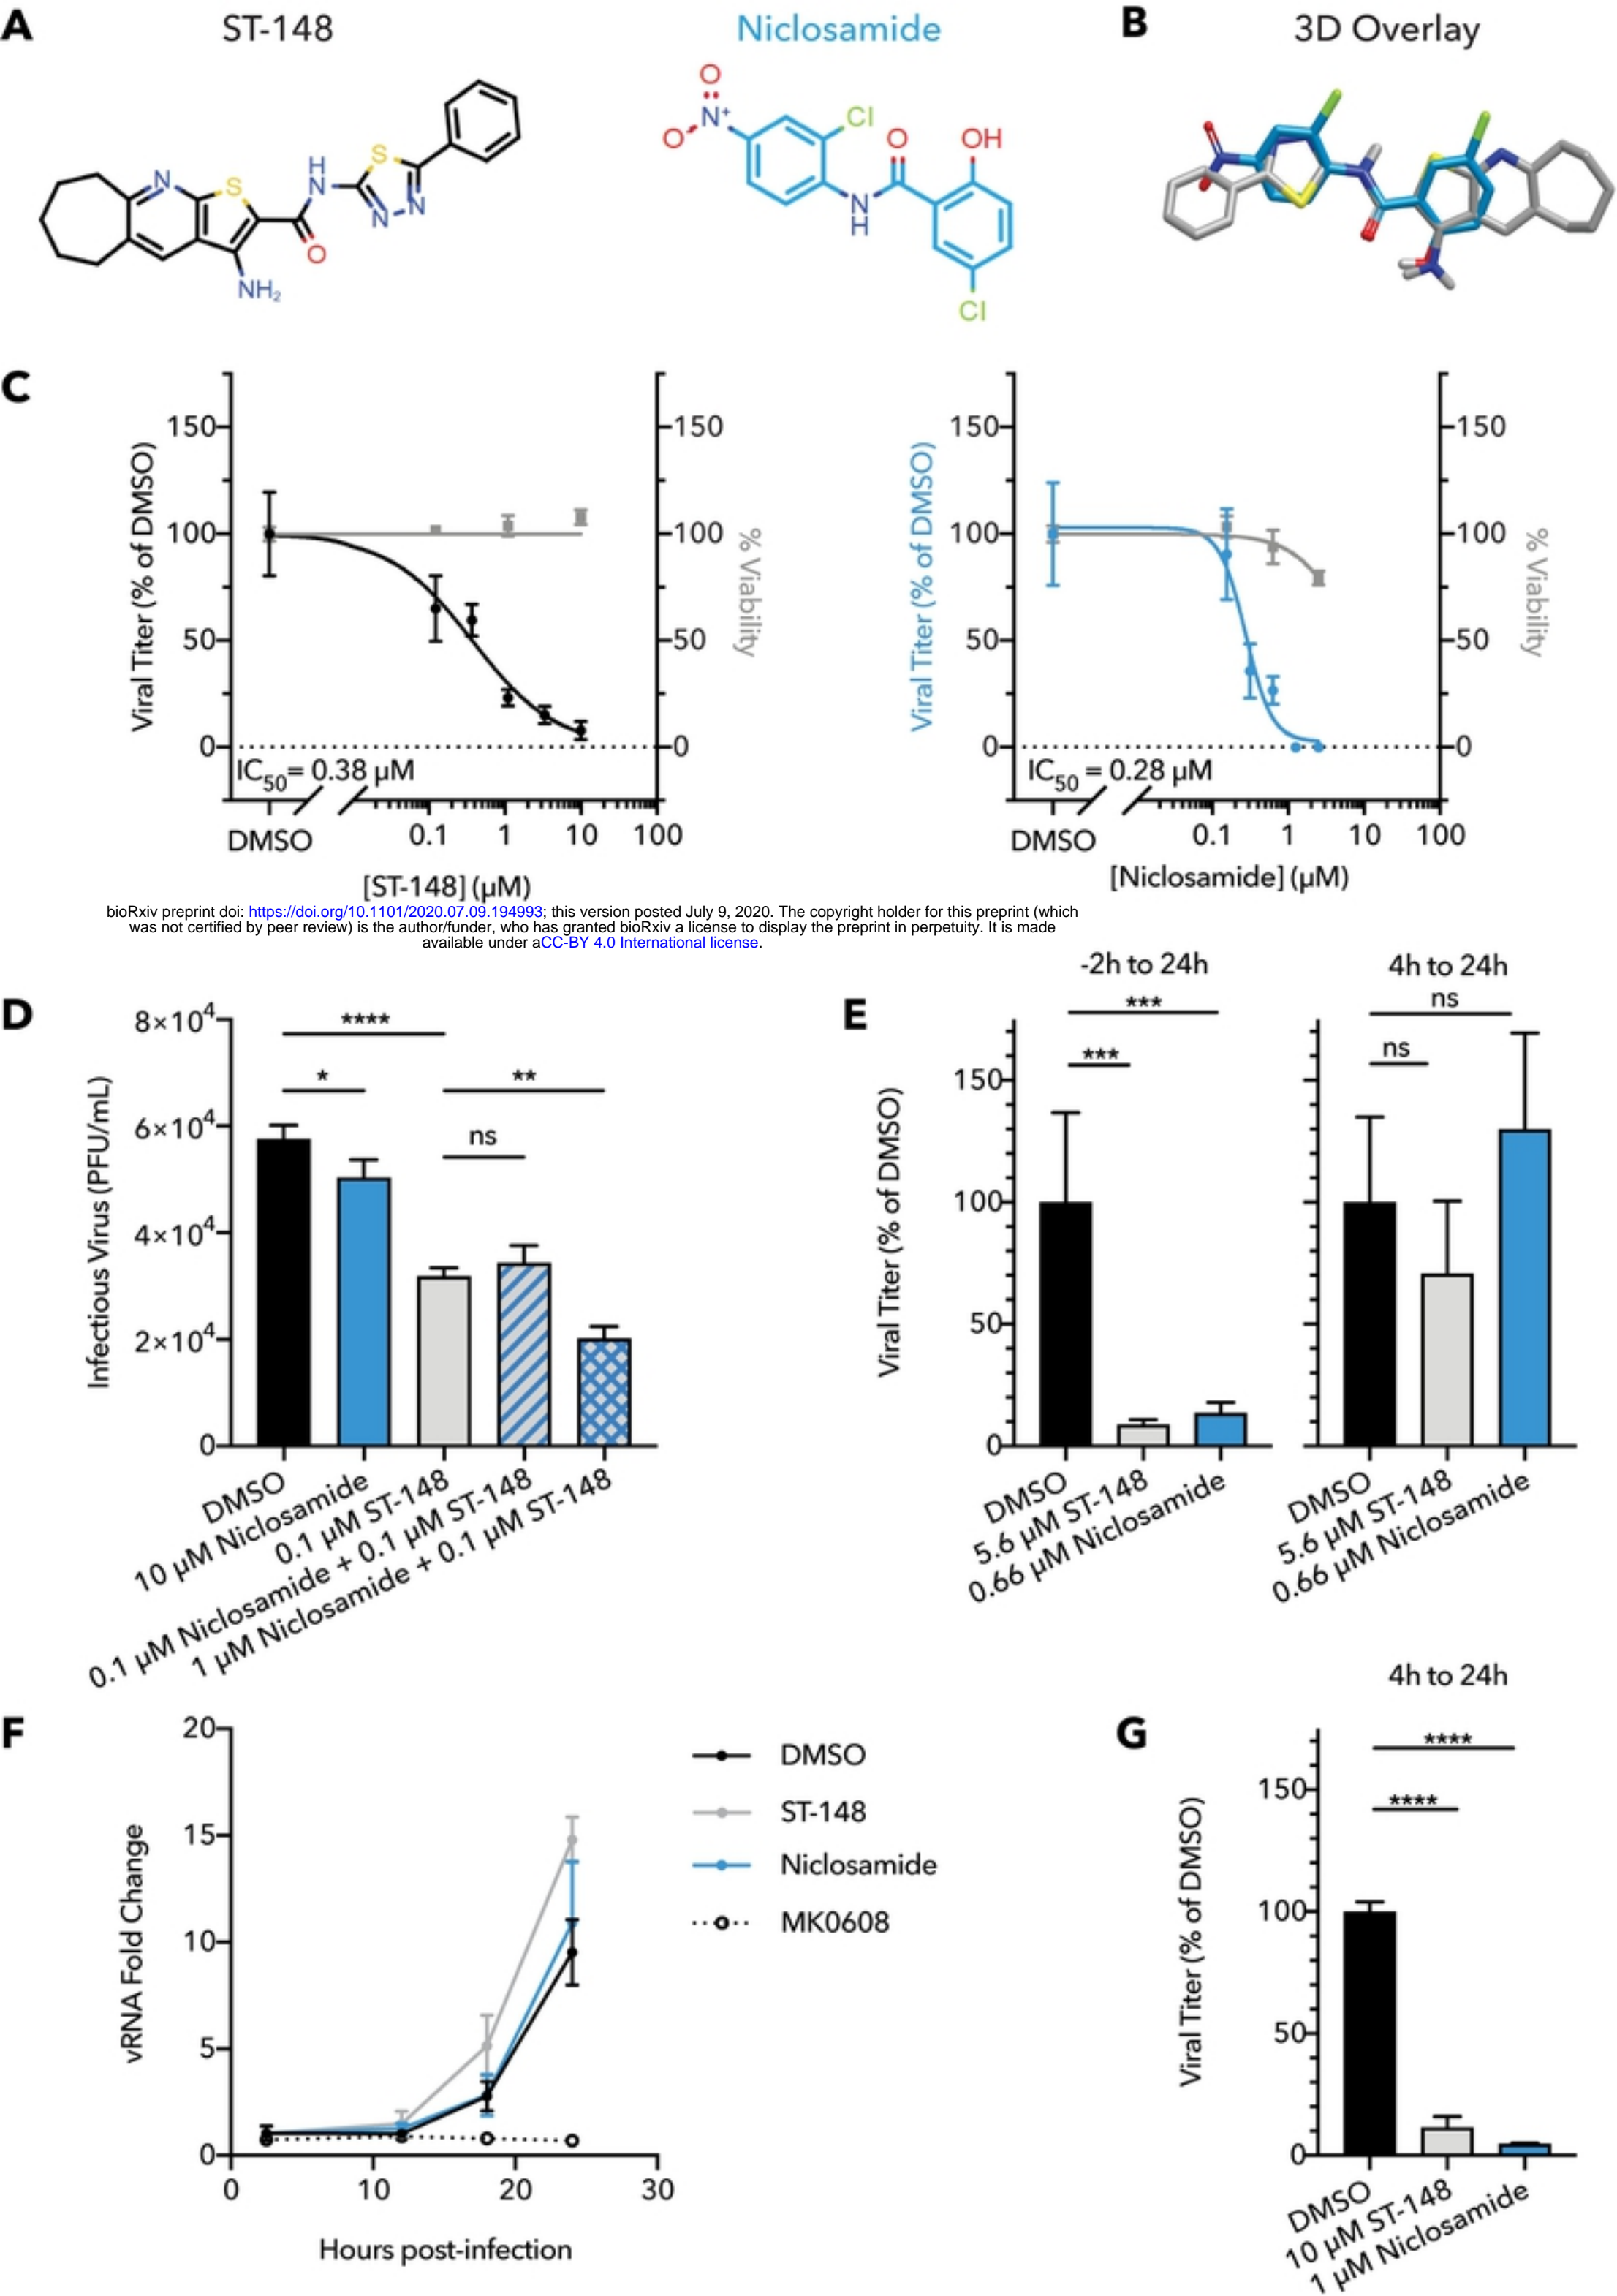 A
ST-148
Niclosamide
B
3D Overlay
N
S
NH₂
H
N
O
S
N
N
O
O⁻
N⁺
Cl
N
H
O
OH
Cl
C
Viral Titer (% of DMSO)
150
100
50
0
150
100
50
0
% Viability
IC₅₀= 0.38 µM
DMSO
0.1
1
10
100
[ST-148] (µM)
Viral Titer (% of DMSO)
150
100
50
0
150
100
50
0
% Viability
IC₅₀ = 0.28 µM
DMSO
0.1
1
10
100
[Niclosamide] (µM)
bioRxiv preprint doi: https://doi.org/10.1101/2020.07.09.194993; this version posted July 9, 2020. The copyright holder for this preprint (which
was not certified by peer review) is the author/funder, who has granted bioRxiv a license to display the preprint in perpetuity. It is made
available under aCC-BY 4.0 International license.
D
Infectious Virus (PFU/mL)
8×10⁴
6×10⁴
4×10⁴
2×10⁴
0
****
*
**
ns
DMSO
10 µM Niclosamide
0.1 µM ST-148
0.1 µM Niclosamide + 0.1 µM ST-148
1 µM Niclosamide + 0.1 µM ST-148
E
-2h to 24h
4h to 24h
Viral Titer (% of DMSO)
150
100
50
0
***
***
ns
ns
DMSO
5.6 µM ST-148
0.66 µM Niclosamide
DMSO
5.6 µM ST-148
0.66 µM Niclosamide
F
vRNA Fold Change
20
15
10
5
0
0
10
20
30
Hours post-infection
DMSO
ST-148
Niclosamide
MK0608
G
4h to 24h
Viral Titer (% of DMSO)
150
100
50
0
****
****
DMSO
10 µM ST-148
1 µM Niclosamide